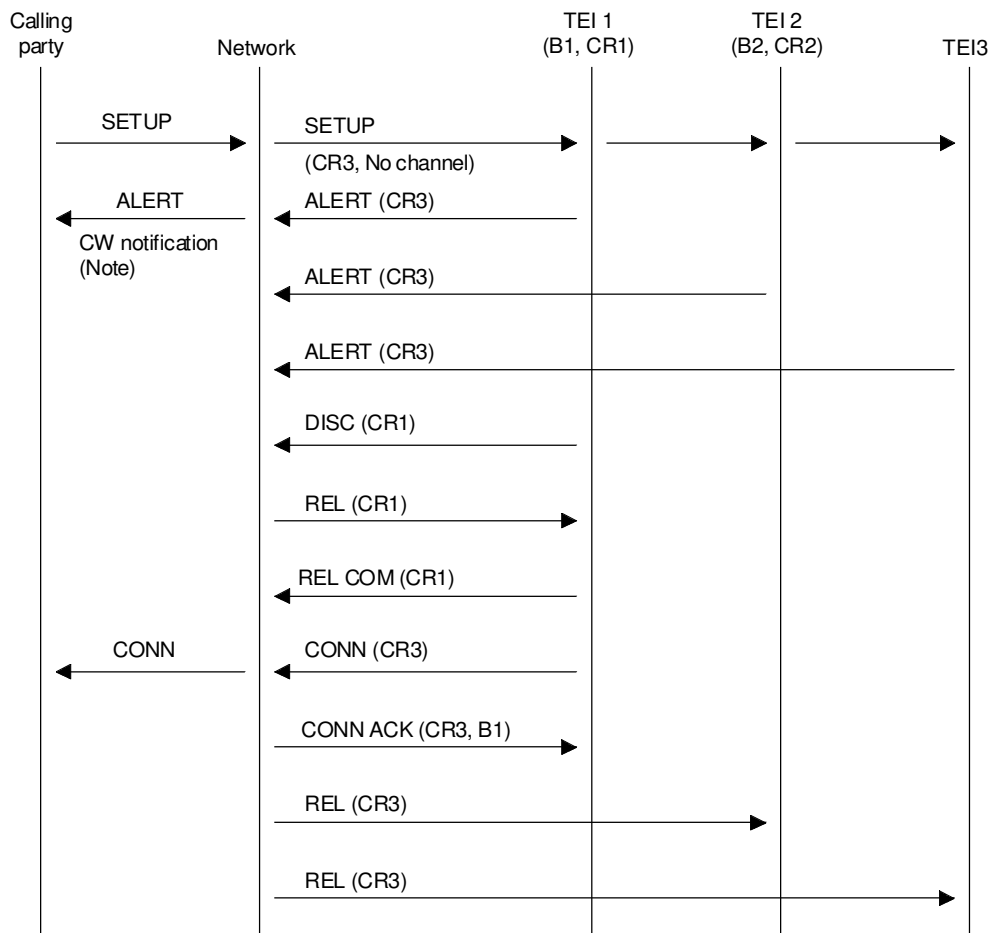 Calling
party
Network
TEI 1
(B1, CR1)
TEI 2
(B2, CR2)
TEI3
SETUP
SETUP
(CR3, No channel)
ALERT
ALERT (CR3)
CW notification
(Note)
ALERT (CR3)
ALERT (CR3)
DISC (CR1)
REL (CR1)
REL COM (CR1)
CONN
CONN (CR3)
CONN ACK (CR3, B1)
REL (CR3)
REL (CR3)